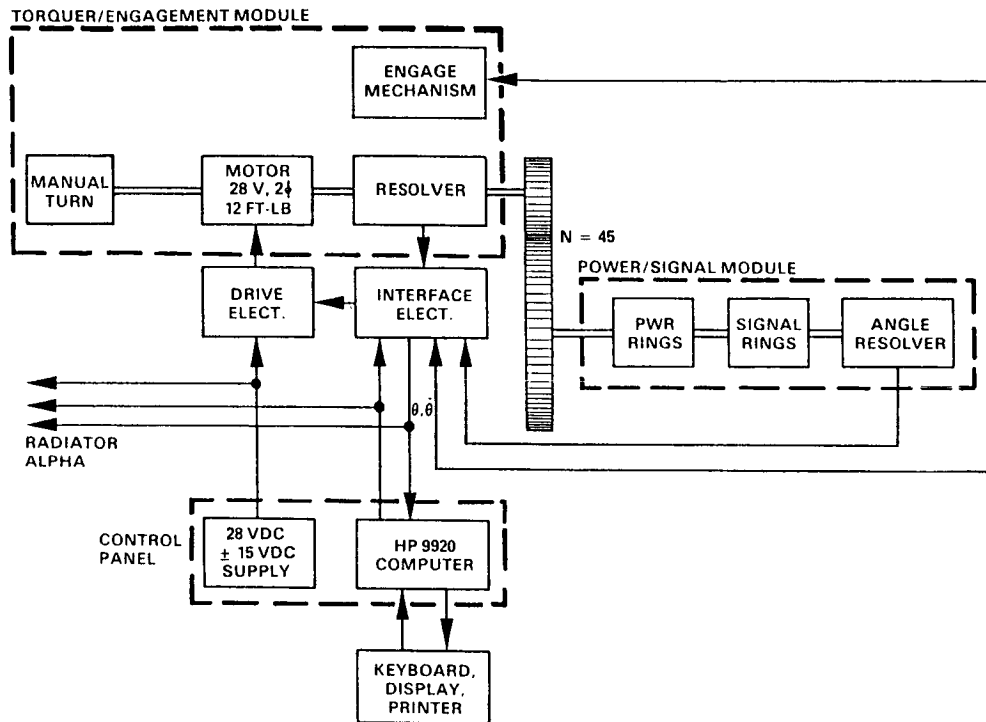 TORQUER/ENGAGEMENT MODULE
ENGAGE
MECHANISM
MANUAL
TURN
MOTOR
28 V, 2ϕ
12 FT-LB
RESOLVER
N = 45
POWER/SIGNAL MODULE
DRIVE
ELECT.
INTERFACE
ELECT.
PWR
RINGS
SIGNAL
RINGS
ANGLE
RESOLVER
θ, θ̇
RADIATOR
ALPHA
CONTROL
PANEL
28 VDC
± 15 VDC
SUPPLY
HP 9920
COMPUTER
KEYBOARD,
DISPLAY,
PRINTER